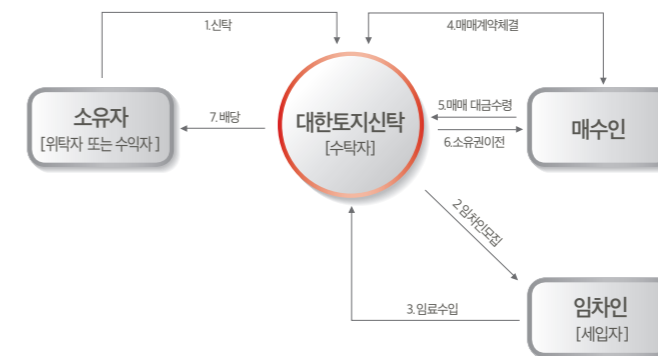 1.신탁
4.매매계약체결
소유자
[위탁자 또는 수익자]
7.배당
대한토지신탁
[수탁자]
5.매매 대금수령
6.소유권이전
매수인
2.임차인모집
3.임료수입
임차인
[세입자]